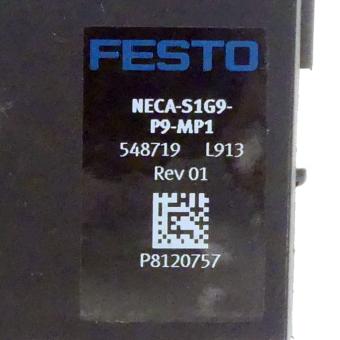 FESTO
NECA-S1G9-
P9-MP1
548719 L913
Rev 01
P8120757